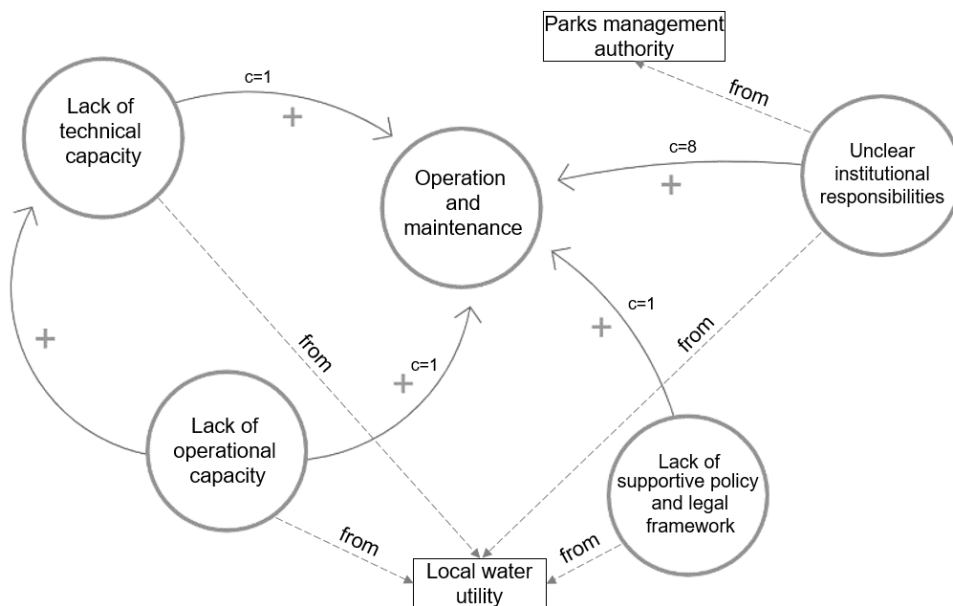 Parks management
authority
c=1
from
Lack of
technical
capacity
+
c=8
Unclear
institutional
responsibilities
Operation
and
maintenance
+
c=1
+
from
from
+
c=1
+
Lack of
operational
capacity
Lack of
supportive policy
and legal
framework
from
from
Local water
utility